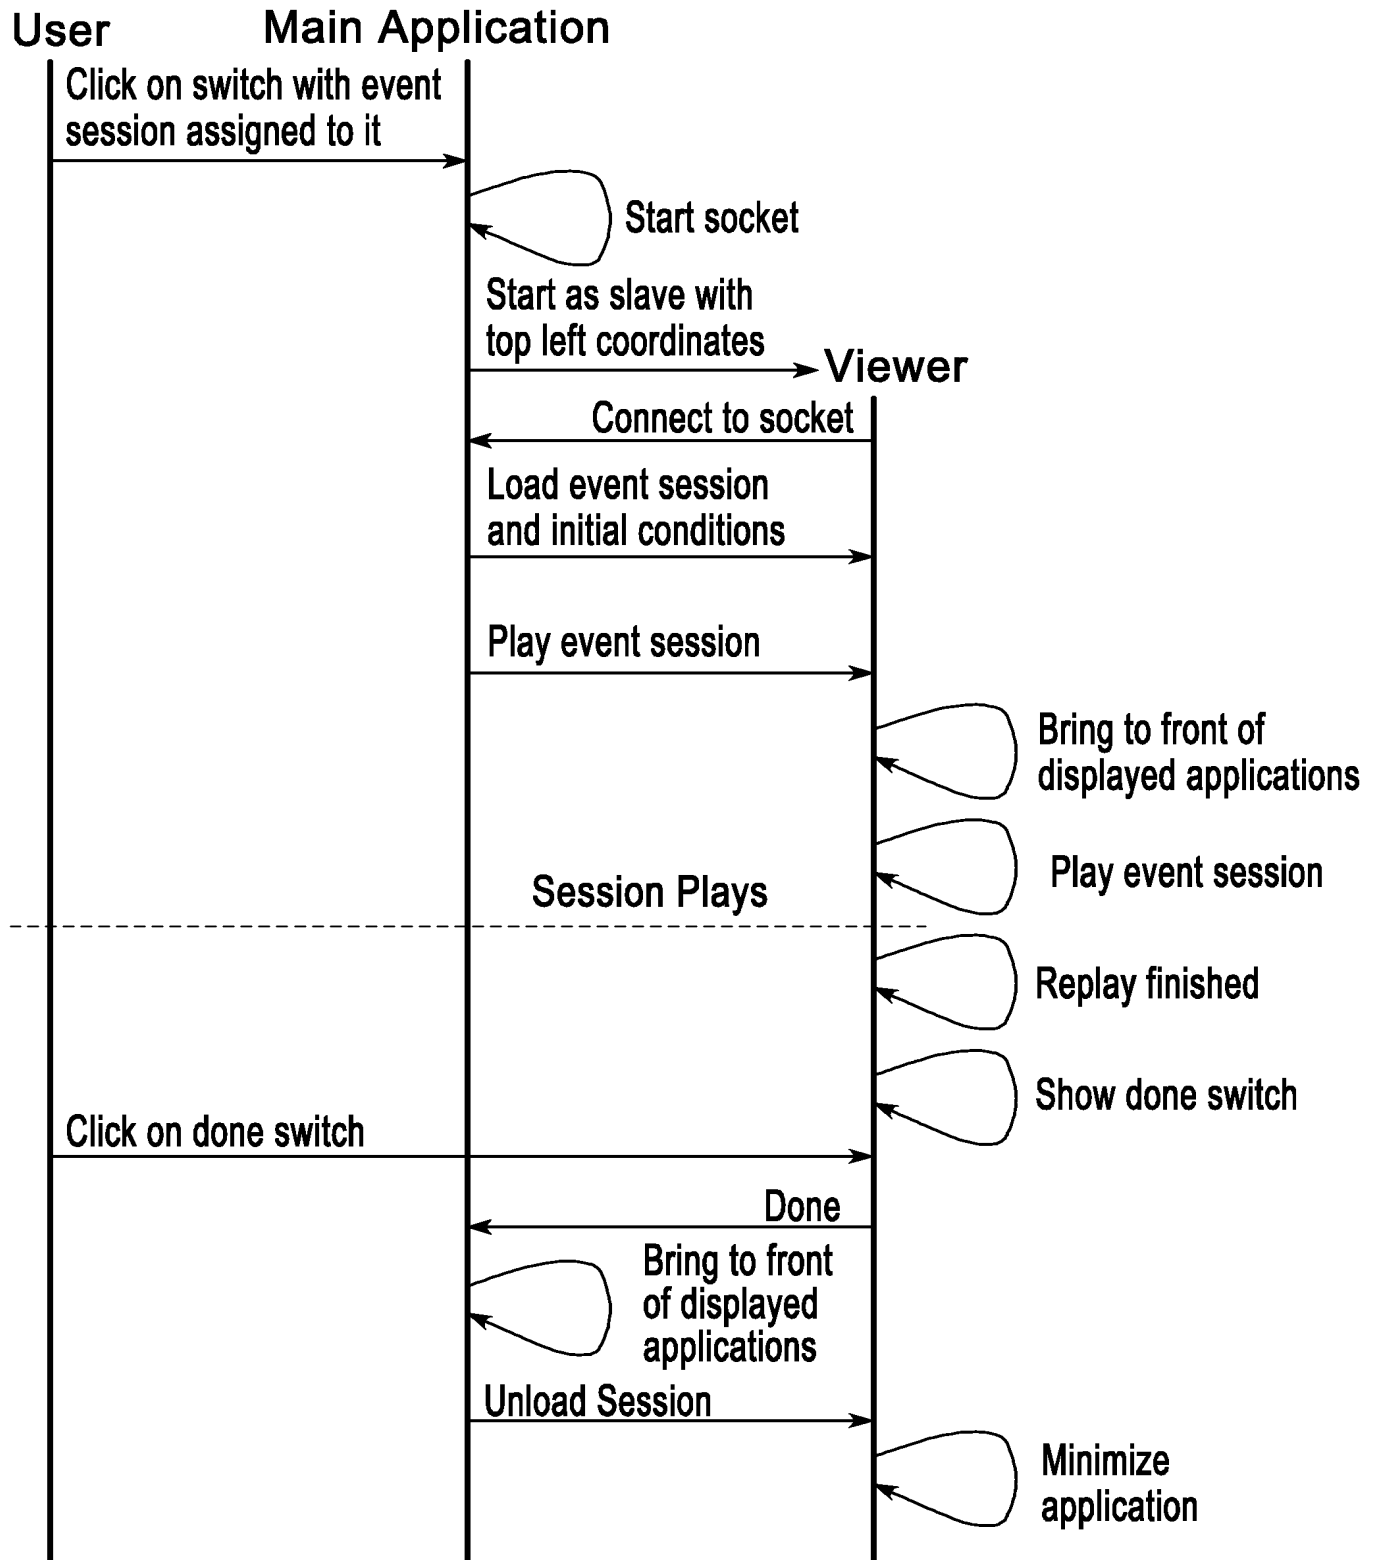 User
Main Application
Click on switch with event
session assigned to it
Start socket
Start as slave with
top left coordinates
Viewer
Connect to socket
Load event session
and initial conditions
Play event session
Bring to front of
displayed applications
Play event session
Session Plays
Replay finished
Show done switch
Click on done switch
Done
Bring to front
of displayed
applications
Unload Session
Minimize
application